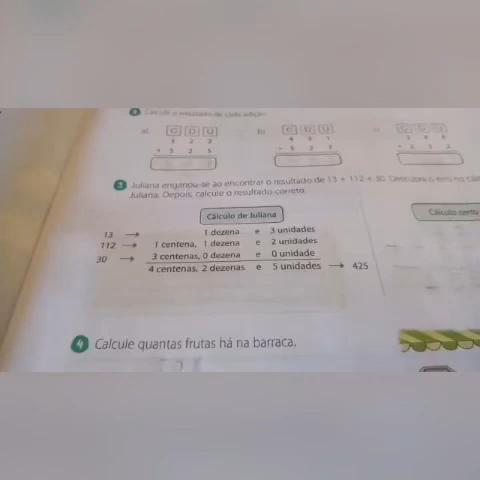 2 Calcule o resultado de cada adição.
a) C D U
b) C D U
C D U
3 Juliana enganou-se ao encontrar o resultado de 13 + 112 + 30. Descubra o erro no
Juliana. Depois, calcule o resultado correto.
Cálculo de Juliana
Cálculo certo
13 → 1 dezena e 3 unidades
112 → 1 centena, 1 dezena e 2 unidades
30 → 3 centenas, 0 dezena e 0 unidade
4 centenas, 2 dezenas e 5 unidades → 425
4 Calcule quantas frutas há na barraca.